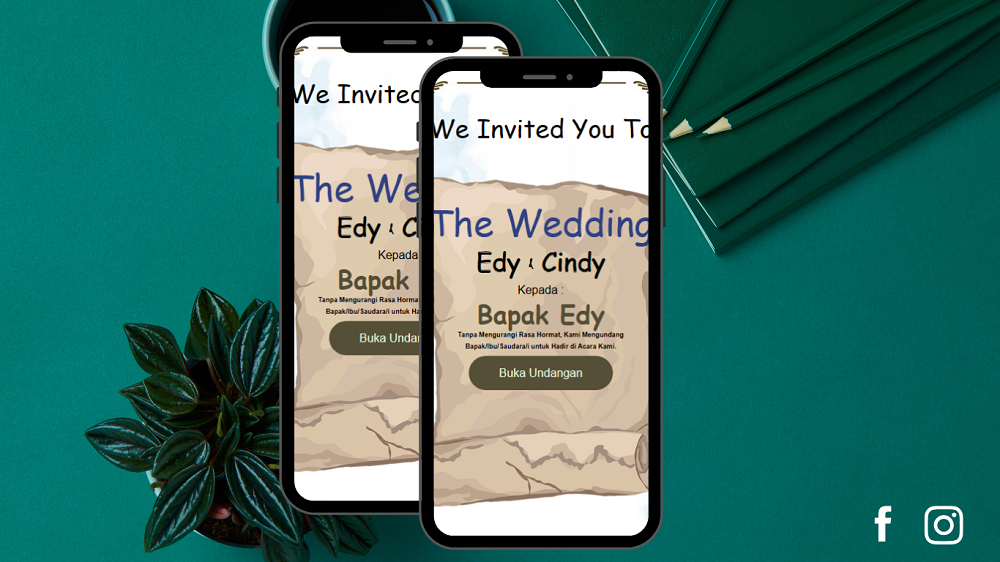 We Invited
The We
Edy & C
Kepada
Bapak
Tanpa Mengurangi Rasa Hormat
Bapak/Ibu/Saudara/i untuk Ha
Buka Undan
We Invited You To
The Wedding
Edy & Cindy
Kepada :
Bapak Edy
Tanpa Mengurangi Rasa Hormat, Kami Mengundang
Bapak/Ibu/Saudara/i untuk Hadir di Acara Kami.
Buka Undangan